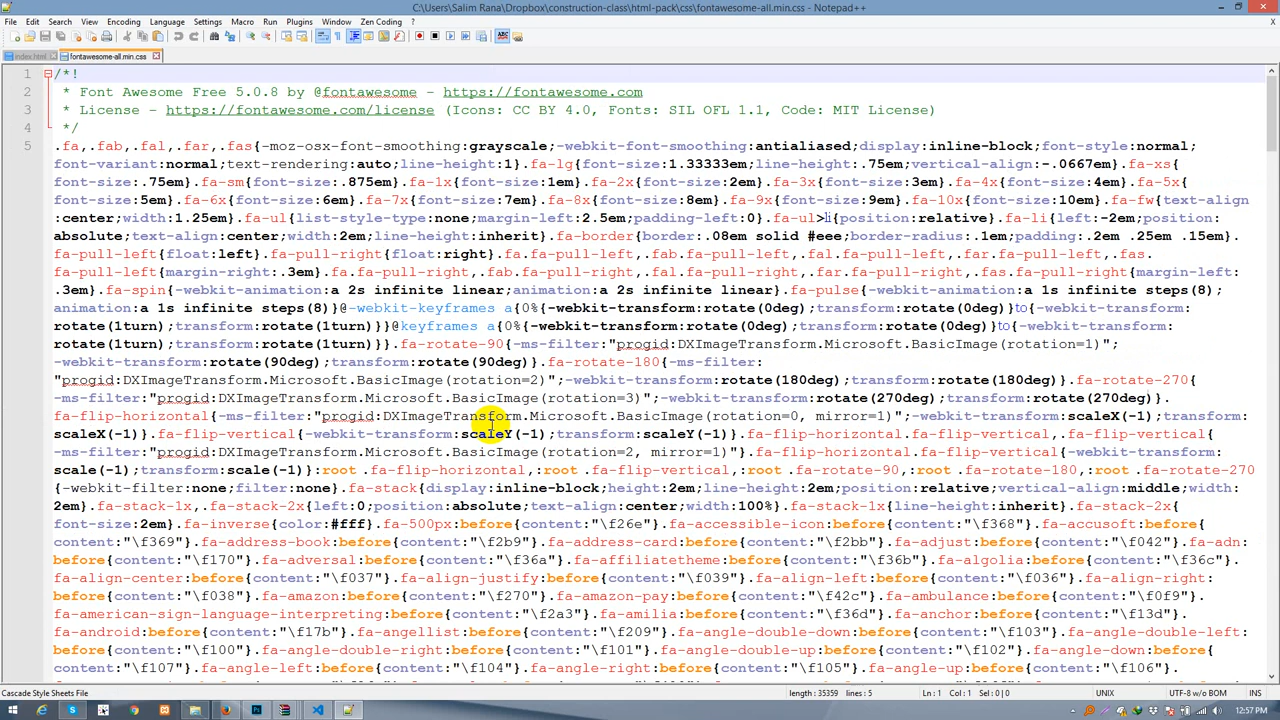 C:\Users\Salim Rana\Dropbox\construction-class\html-pack\css\fontawesome-all.min.css - Notepad++
File Edit Search View Encoding Language Settings Macro Run Plugins Window Zen Coding ?
index.html fontawesome-all.min.css
1 /*!
2 * Font Awesome Free 5.0.8 by @fontawesome - https://fontawesome.com
3 * License - https://fontawesome.com/license (Icons: CC BY 4.0, Fonts: SIL OFL 1.1, Code: MIT License)
4 */
5 .fa,.fab,.fal,.far,.fas{-moz-osx-font-smoothing:grayscale;-webkit-font-smoothing:antialiased;display:inline-block;font-style:normal;
font-variant:normal;text-rendering:auto;line-height:1}.fa-lg{font-size:1.33333em;line-height:.75em;vertical-align:-.0667em}.fa-xs{
font-size:.75em}.fa-sm{font-size:.875em}.fa-1x{font-size:1em}.fa-2x{font-size:2em}.fa-3x{font-size:3em}.fa-4x{font-size:4em}.fa-5x{
font-size:5em}.fa-6x{font-size:6em}.fa-7x{font-size:7em}.fa-8x{font-size:8em}.fa-9x{font-size:9em}.fa-10x{font-size:10em}.fa-fw{text-align
:center;width:1.25em}.fa-ul{list-style-type:none;margin-left:2.5em;padding-left:0}.fa-ul>li{position:relative}.fa-li{left:-2em;position:
absolute;text-align:center;width:2em;line-height:inherit}.fa-border{border:.08em solid #eee;border-radius:.1em;padding:.2em .25em .15em}.
fa-pull-left{float:left}.fa-pull-right{float:right}.fa.fa-pull-left,.fab.fa-pull-left,.fal.fa-pull-left,.far.fa-pull-left,.fas.
fa-pull-left{margin-right:.3em}.fa.fa-pull-right,.fab.fa-pull-right,.fal.fa-pull-right,.far.fa-pull-right,.fas.fa-pull-right{margin-left:
.3em}.fa-spin{-webkit-animation:a 2s infinite linear;animation:a 2s infinite linear}.fa-pulse{-webkit-animation:a 1s infinite steps(8);
animation:a 1s infinite steps(8)}@-webkit-keyframes a{0%{-webkit-transform:rotate(0deg);transform:rotate(0deg)}to{-webkit-transform:
rotate(1turn);transform:rotate(1turn)}}@keyframes a{0%{-webkit-transform:rotate(0deg);transform:rotate(0deg)}to{-webkit-transform:
rotate(1turn);transform:rotate(1turn)}}.fa-rotate-90{-ms-filter:"progid:DXImageTransform.Microsoft.BasicImage(rotation=1)";
-webkit-transform:rotate(90deg);transform:rotate(90deg)}.fa-rotate-180{-ms-filter:
"progid:DXImageTransform.Microsoft.BasicImage(rotation=2)";-webkit-transform:rotate(180deg);transform:rotate(180deg)}.fa-rotate-270{
-ms-filter:"progid:DXImageTransform.Microsoft.BasicImage(rotation=3)";-webkit-transform:rotate(270deg);transform:rotate(270deg)}.
fa-flip-horizontal{-ms-filter:"progid:DXImageTransform.Microsoft.BasicImage(rotation=0, mirror=1)";-webkit-transform:scaleX(-1);transform:
scaleX(-1)}.fa-flip-vertical{-webkit-transform:scaleY(-1);transform:scaleY(-1)}.fa-flip-horizontal.fa-flip-vertical,.fa-flip-vertical{
-ms-filter:"progid:DXImageTransform.Microsoft.BasicImage(rotation=2, mirror=1)"}.fa-flip-horizontal.fa-flip-vertical{-webkit-transform:
scale(-1);transform:scale(-1)}:root .fa-flip-horizontal,:root .fa-flip-vertical,:root .fa-rotate-90,:root .fa-rotate-180,:root .fa-rotate-270
{-webkit-filter:none;filter:none}.fa-stack{display:inline-block;height:2em;line-height:2em;position:relative;vertical-align:middle;width:
2em}.fa-stack-1x,.fa-stack-2x{left:0;position:absolute;text-align:center;width:100%}.fa-stack-1x{line-height:inherit}.fa-stack-2x{
font-size:2em}.fa-inverse{color:#fff}.fa-500px:before{content:"\f26e"}.fa-accessible-icon:before{content:"\f368"}.fa-accusoft:before{
content:"\f369"}.fa-address-book:before{content:"\f2b9"}.fa-address-card:before{content:"\f2bb"}.fa-adjust:before{content:"\f042"}.fa-adn:
before{content:"\f170"}.fa-adversal:before{content:"\f36a"}.fa-affiliatetheme:before{content:"\f36b"}.fa-algolia:before{content:"\f36c"}.
fa-align-center:before{content:"\f037"}.fa-align-justify:before{content:"\f039"}.fa-align-left:before{content:"\f036"}.fa-align-right:
before{content:"\f038"}.fa-amazon:before{content:"\f270"}.fa-amazon-pay:before{content:"\f42c"}.fa-ambulance:before{content:"\f0f9"}.
fa-american-sign-language-interpreting:before{content:"\f2a3"}.fa-amilia:before{content:"\f36d"}.fa-anchor:before{content:"\f13d"}.
fa-android:before{content:"\f17b"}.fa-angellist:before{content:"\f209"}.fa-angle-double-down:before{content:"\f103"}.fa-angle-double-left:
before{content:"\f100"}.fa-angle-double-right:before{content:"\f101"}.fa-angle-double-up:before{content:"\f102"}.fa-angle-down:before{
content:"\f107"}.fa-angle-left:before{content:"\f104"}.fa-angle-right:before{content:"\f105"}.fa-angle-up:before{content:"\f106"}.
Cascade Style Sheets File length : 35359 lines : 5 Ln : 1 Col : 1 Sel : 0 | 0 UNIX UTF-8 w/o BOM INS
12:57 PM